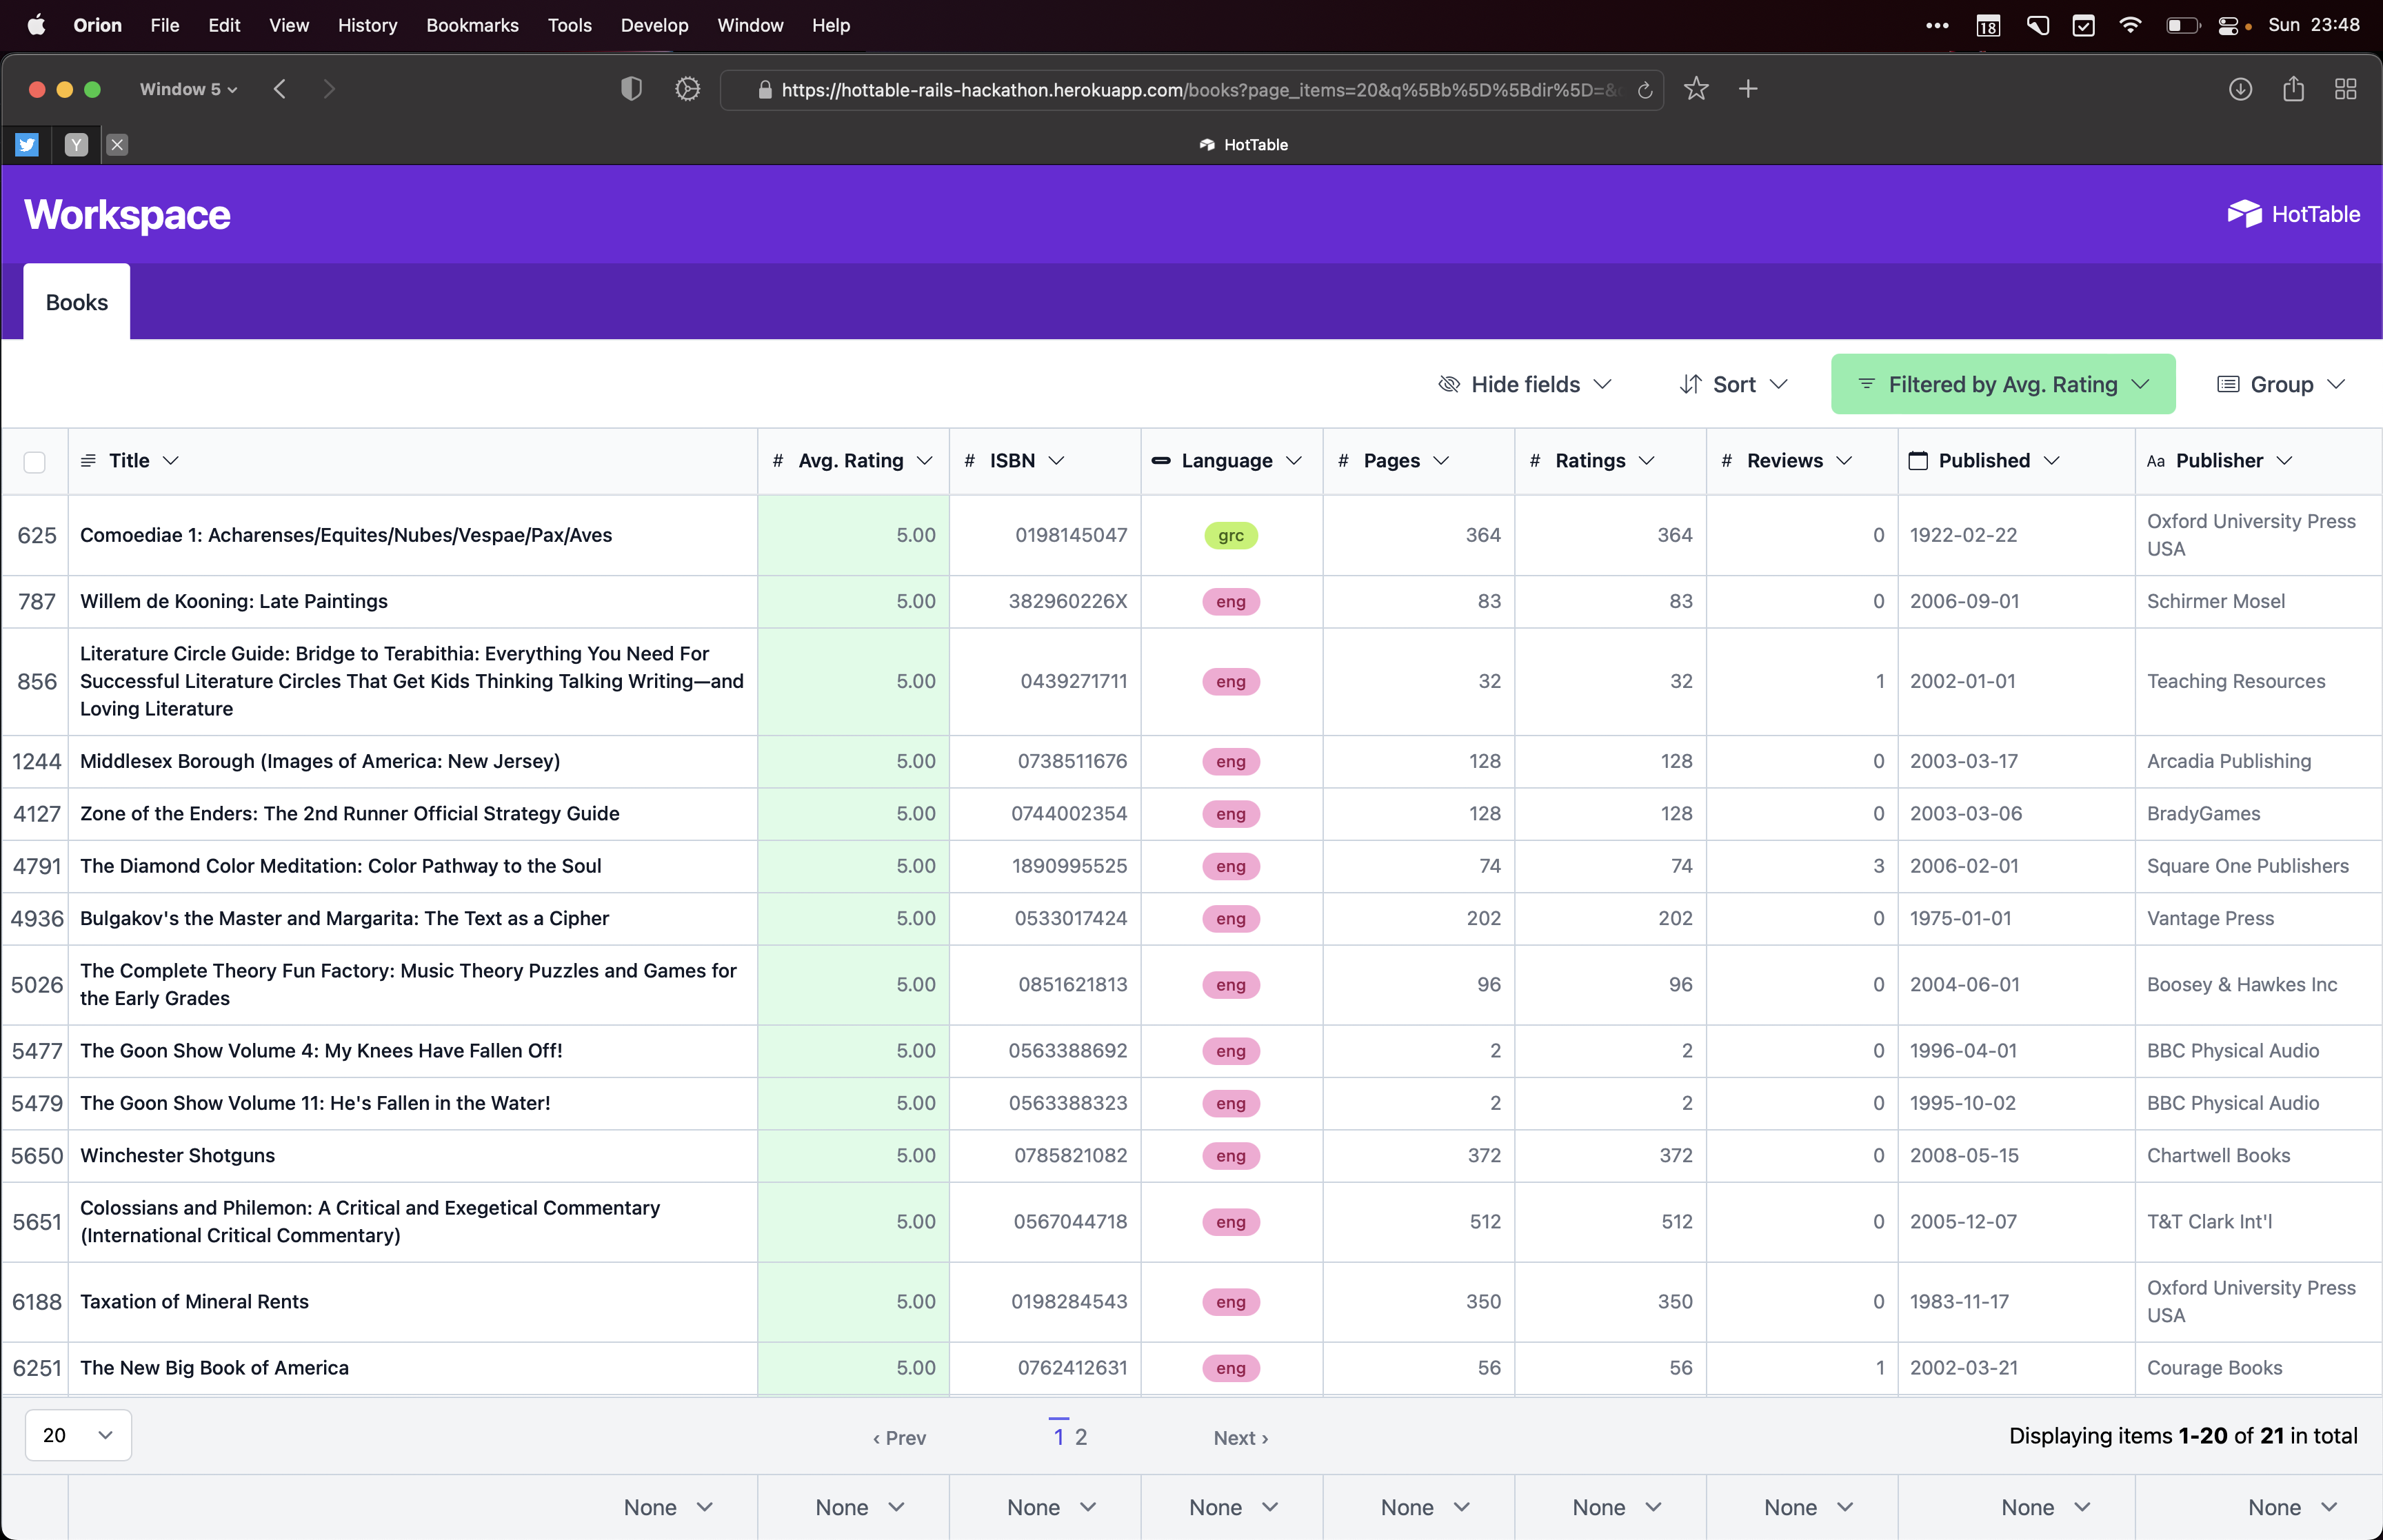 Orion File Edit View History Bookmarks Tools Develop Window Help 18 Sun 23:48
Window 5 https://hottable-rails-hackathon.herokuapp.com/books?page_items=20&q%5Bb%5D%5Bdir%5D=&
Y HotTable
Workspace HotTable
Books
Hide fields Sort Filtered by Avg. Rating Group
Title # Avg. Rating # ISBN Language # Pages # Ratings # Reviews Published Aa Publisher
625 Comoediae 1: Acharenses/Equites/Nubes/Vespae/Pax/Aves 5.00 0198145047 grc 364 364 0 1922-02-22 Oxford University Press
USA
787 Willem de Kooning: Late Paintings 5.00 382960226X eng 83 83 0 2006-09-01 Schirmer Mosel
Literature Circle Guide: Bridge to Terabithia: Everything You Need For
856 Successful Literature Circles That Get Kids Thinking Talking Writing—and 5.00 0439271711 eng 32 32 1 2002-01-01 Teaching Resources
Loving Literature
1244 Middlesex Borough (Images of America: New Jersey) 5.00 0738511676 eng 128 128 0 2003-03-17 Arcadia Publishing
4127 Zone of the Enders: The 2nd Runner Official Strategy Guide 5.00 0744002354 eng 128 128 0 2003-03-06 BradyGames
4791 The Diamond Color Meditation: Color Pathway to the Soul 5.00 1890995525 eng 74 74 3 2006-02-01 Square One Publishers
4936 Bulgakov's the Master and Margarita: The Text as a Cipher 5.00 0533017424 eng 202 202 0 1975-01-01 Vantage Press
5026 The Complete Theory Fun Factory: Music Theory Puzzles and Games for
the Early Grades 5.00 0851621813 eng 96 96 0 2004-06-01 Boosey & Hawkes Inc
5477 The Goon Show Volume 4: My Knees Have Fallen Off! 5.00 0563388692 eng 2 2 0 1996-04-01 BBC Physical Audio
5479 The Goon Show Volume 11: He's Fallen in the Water! 5.00 0563388323 eng 2 2 0 1995-10-02 BBC Physical Audio
5650 Winchester Shotguns 5.00 0785821082 eng 372 372 0 2008-05-15 Chartwell Books
5651 Colossians and Philemon: A Critical and Exegetical Commentary
(International Critical Commentary) 5.00 0567044718 eng 512 512 0 2005-12-07 T&T Clark Int'l
6188 Taxation of Mineral Rents 5.00 0198284543 eng 350 350 0 1983-11-17 Oxford University Press
USA
6251 The New Big Book of America 5.00 0762412631 eng 56 56 1 2002-03-21 Courage Books
20 ‹ Prev 1 2 Next › Displaying items 1-20 of 21 in total
None None None None None None None None None